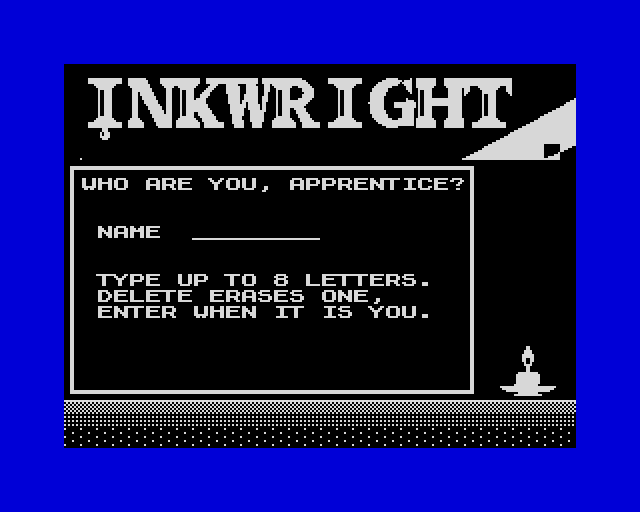 INKWRIGHT
WHO ARE YOU, APPRENTICE?
NAME ________
TYPE UP TO 8 LETTERS.
DELETE ERASES ONE,
ENTER WHEN IT IS YOU.